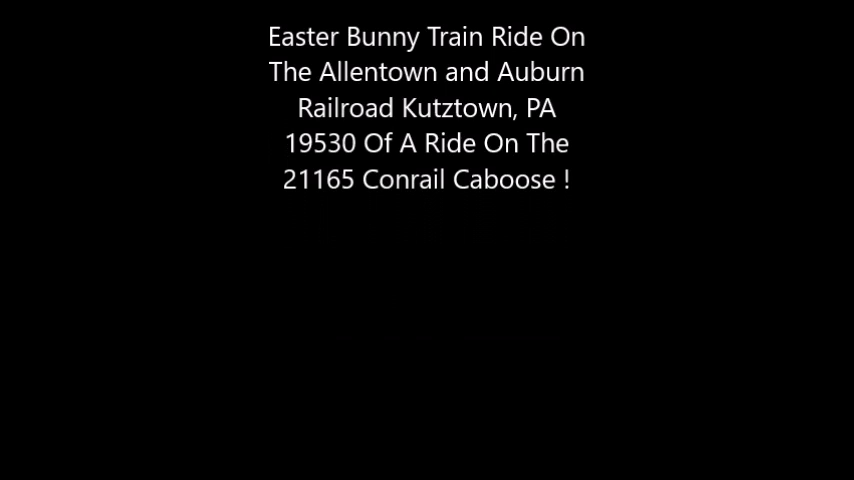 Easter Bunny Train Ride On
The Allentown and Auburn
Railroad Kutztown, PA
19530 Of A Ride On The
21165 Conrail Caboose !